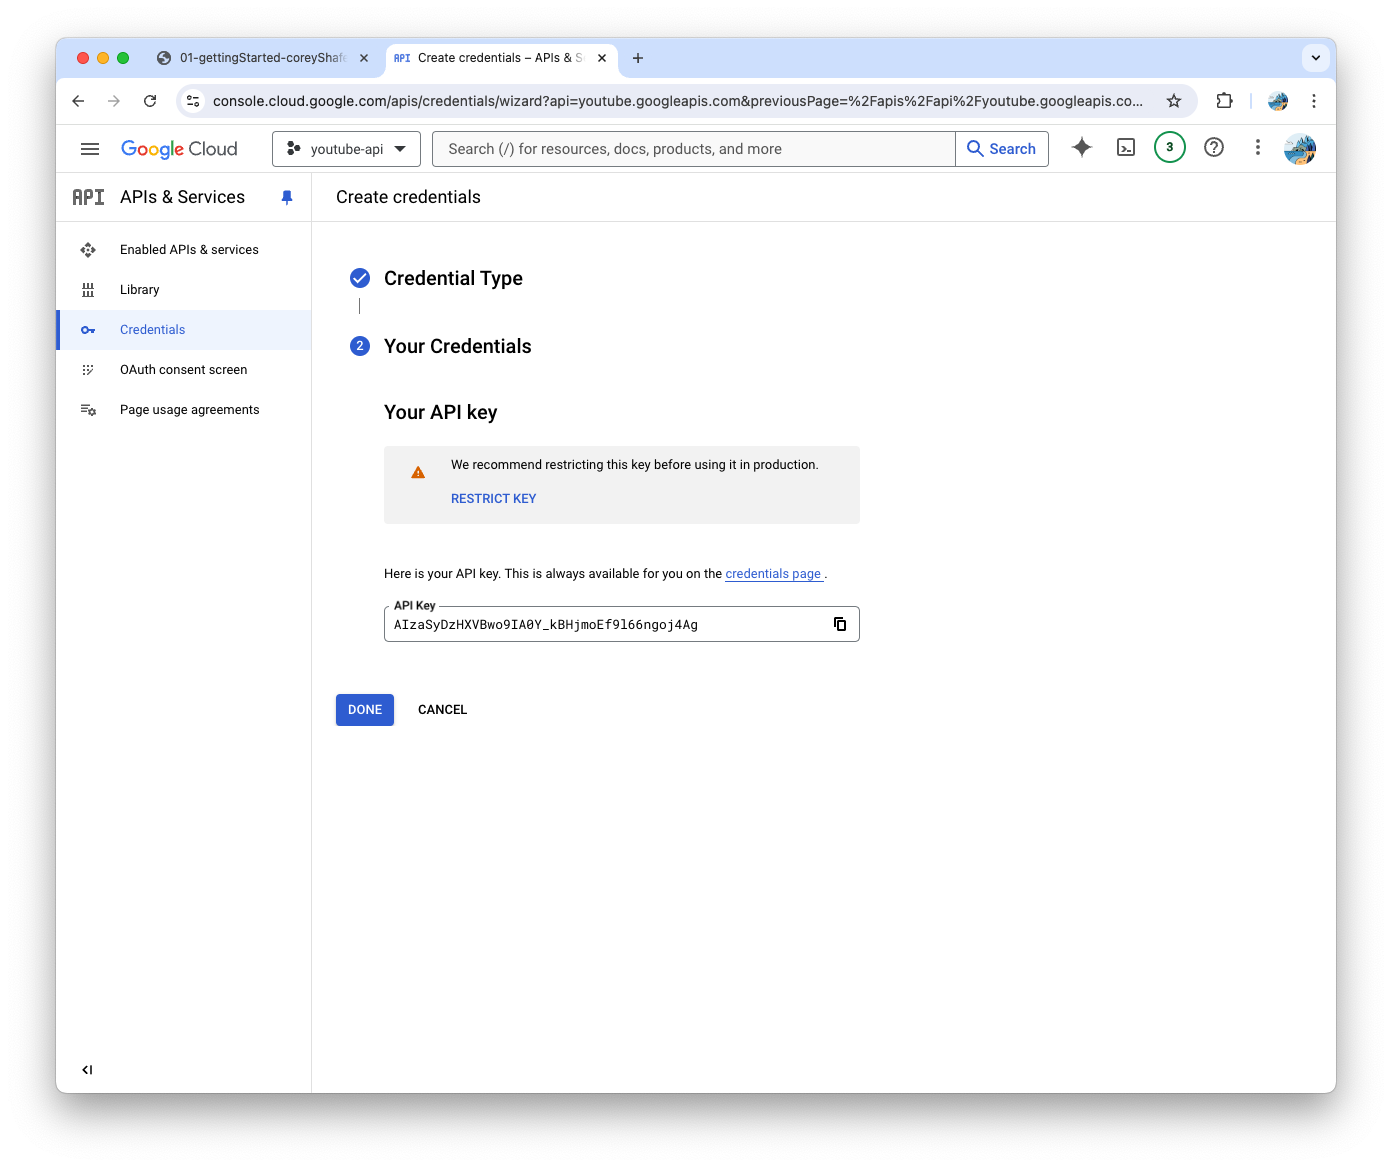 01-gettingStarted-coreyShafe
API Create credentials – APIs & S
console.cloud.google.com/apis/credentials/wizard?api=youtube.googleapis.com&previousPage=%2Fapis%2Fapi%2Fyoutube.googleapis.co...
Google Cloud
youtube-api
Search (/) for resources, docs, products, and more
Search
3
API APIs & Services
Create credentials
Enabled APIs & services
Library
Credentials
OAuth consent screen
Page usage agreements
Credential Type
2 Your Credentials
Your API key
We recommend restricting this key before using it in production.
RESTRICT KEY
Here is your API key. This is always available for you on the credentials page .
API Key
AIzaSyDzHXVBwo9IA0Y_kBHjmoEf9l66ngoj4Ag
DONE CANCEL